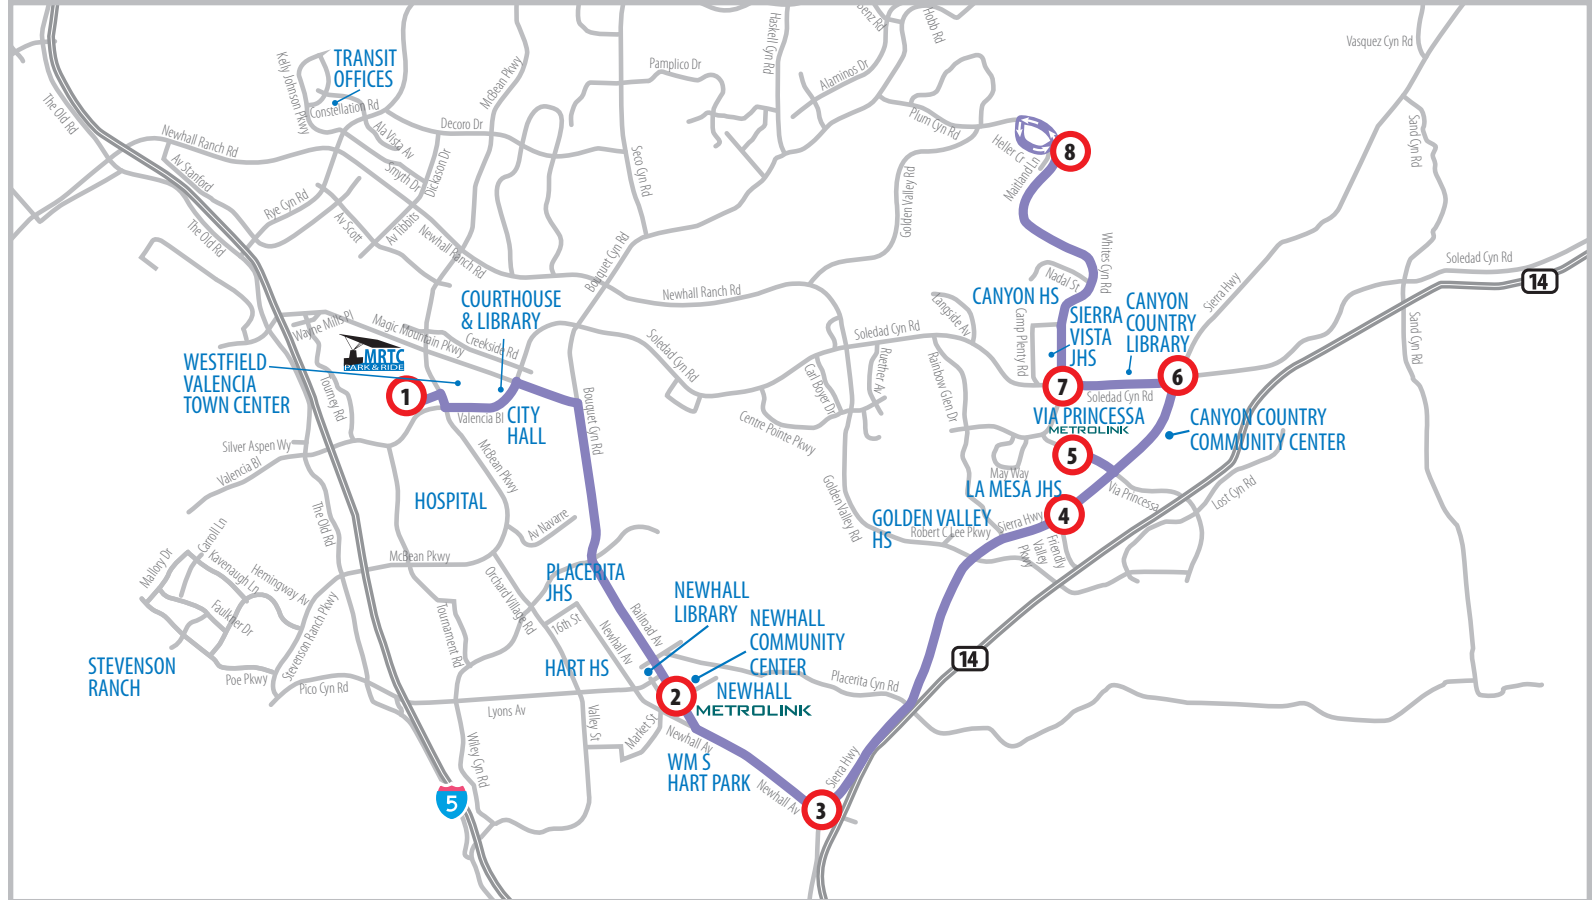 TRANSIT
OFFICES
Kelly Johnson Pkwy
Constellation Rd
The Old Rd
Newhall Ranch Rd
Av Stanford
Ala Vista Av
Smyth Dr
Decoro Dr
Dickason Dr
McBean Pkwy
Rye Cyn Rd
Av Scott
Av Tibbits
Newhall Ranch Rd
The Old Rd
Seco Cyn Rd
Pamplico Dr
Haskell Cyn Rd
Alaminos Dr
Benz Rd
Hobb Rd
Plum Cyn Rd
Golden Valley Rd
Heller Cr
Maitland Ln
8
Whites Cyn Rd
Nadal St
Vasquez Cyn Rd
Sand Cyn Rd
Soledad Cyn Rd
14
Sierra Hwy
Sand Cyn Rd
Bouquet Cyn Rd
Newhall Ranch Rd
COURTHOUSE
& LIBRARY
Wayne Mills Pl
Magic Mountain Pkwy
Creekside Rd
MRTC
PARK & RIDE
WESTFIELD
VALENCIA
TOWN CENTER
Tourney Rd
1
Valencia Bl
CITY
HALL
Soledad Cyn Rd
Soledad Cyn Rd
Langside Av
Ruether Av
Carl Boyer Dr
Rainbow Glen Dr
Centre Pointe Pkwy
CANYON HS
Camp Plenty Rd
SIERRA
VISTA
JHS
CANYON
COUNTRY
LIBRARY
6
7
Soledad Cyn Rd
VIA PRINCESSA
METROLINK
CANYON COUNTRY
COMMUNITY CENTER
5
May Way
Via Princessa
Lost Cyn Rd
LA MESA JHS
4
Sierra Hwy
GOLDEN VALLEY
HS
Robert C Lee Pkwy
Golden Valley Rd
Friendly
Valley
Pkwy
Silver Aspen Wy
Valencia Bl
The Old Rd
HOSPITAL
McBean Pkwy
Bouquet Cyn Rd
Av Navarre
McBean Pkwy
Mallory Dr
Carroll Ln
Kavenaugh Ln
Hemingway Av
Faulkner Dr
Stevenson Ranch Pkwy
STEVENSON
RANCH
Poe Pkwy
Pico Cyn Rd
Orchard Village Rd
Tournament Rd
PLACERITA
JHS
16th St
Newhall Av
Railroad Av
NEWHALL
LIBRARY
NEWHALL
COMMUNITY
CENTER
HART HS
2
NEWHALL
METROLINK
Placerita Cyn Rd
14
Lyons Av
Valley St
Market St
Newhall Av
WM S
HART PARK
Wiley Cyn Rd
5
Newhall Av
3
Sierra Hwy